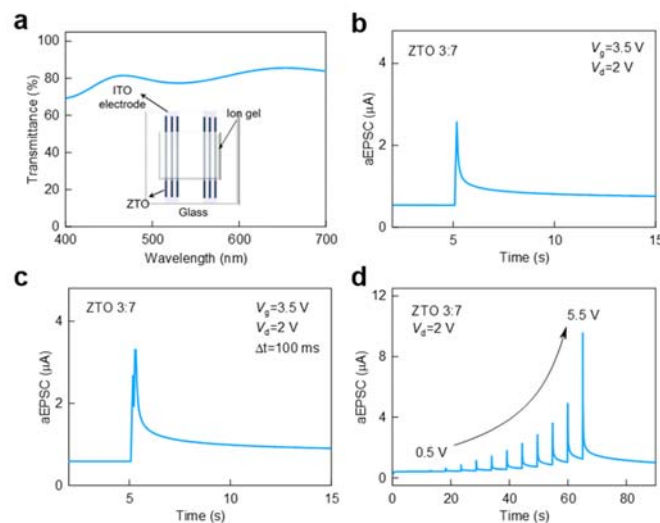 a
Transmittance (%)
100
80
60
40
20
0
ITO
electrode
Ion gel
ZTO
Glass
400
500
600
700
Wavelength (nm)
b
ZTO 3:7
Vg=3.5 V
Vd=2 V
aEPSC (μA)
4
2
0
0
5
10
15
Time (s)
c
ZTO 3:7
Vg=3.5 V
Vd=2 V
Δt=100 ms
aEPSC (μA)
4
2
0
2
5
10
15
Time (s)
d
ZTO 3:7
Vd=2 V
5.5 V
0.5 V
aEPSC (μA)
12
8
4
0
0
20
40
60
80
Time (s)